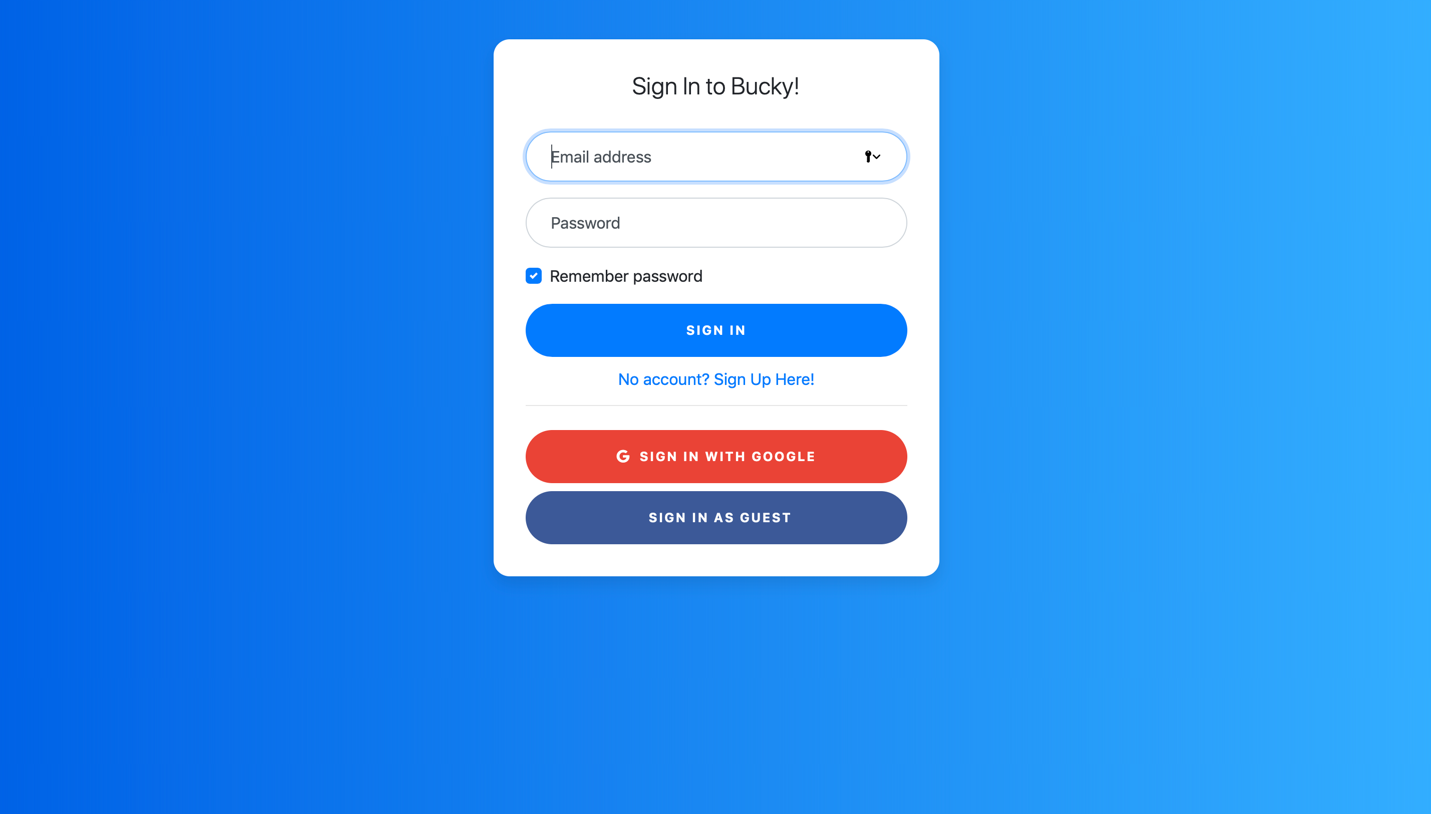 Sign In to Bucky!
Email address
Password
Remember password
SIGN IN
No account? Sign Up Here!
SIGN IN WITH GOOGLE
SIGN IN AS GUEST